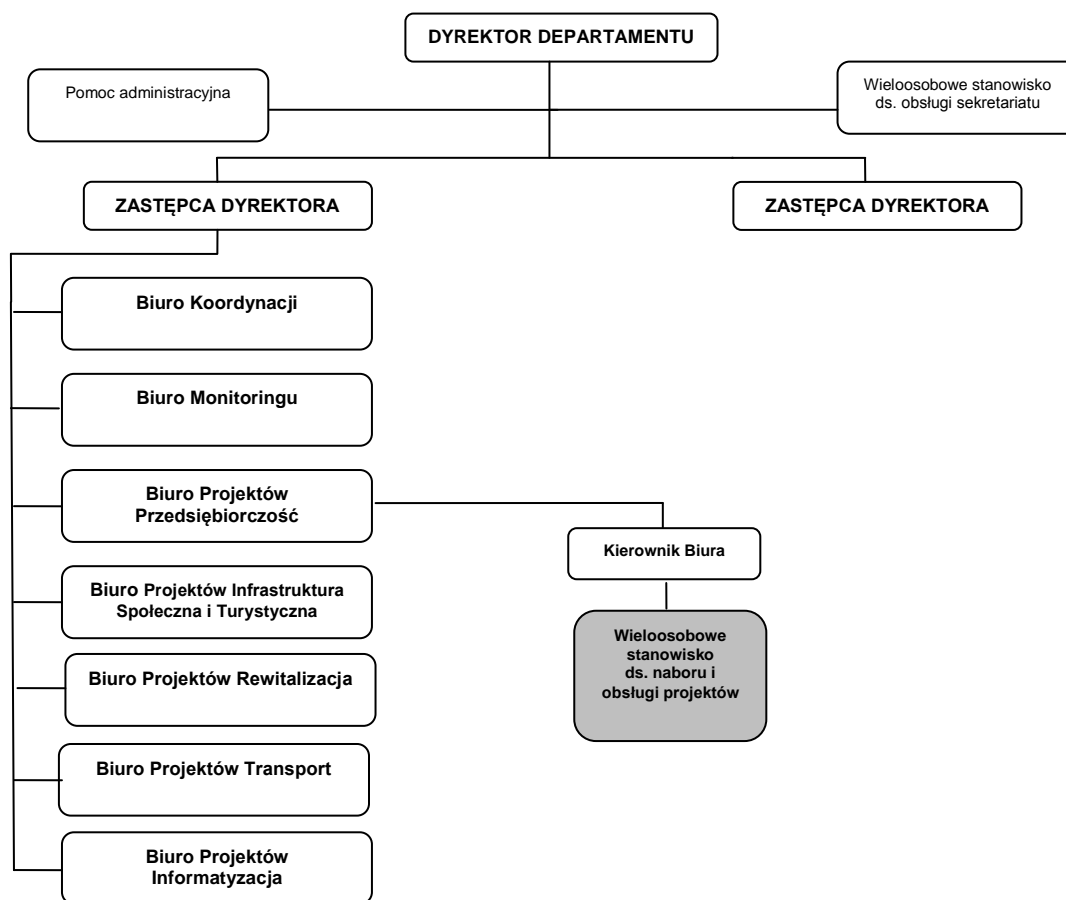 DYREKTOR DEPARTAMENTU
Pomoc administracyjna
Wieloosobowe stanowisko
ds. obsługi sekretariatu
ZASTĘPCA DYREKTORA
ZASTĘPCA DYREKTORA
Biuro Koordynacji
Biuro Monitoringu
Biuro Projektów
Przedsiębiorczość
Kierownik Biura
Biuro Projektów Infrastruktura
Społeczna i Turystyczna
Wieloosobowe
stanowisko
ds. naboru i
obsługi projektów
Biuro Projektów Rewitalizacja
Biuro Projektów Transport
Biuro Projektów
Informatyzacja